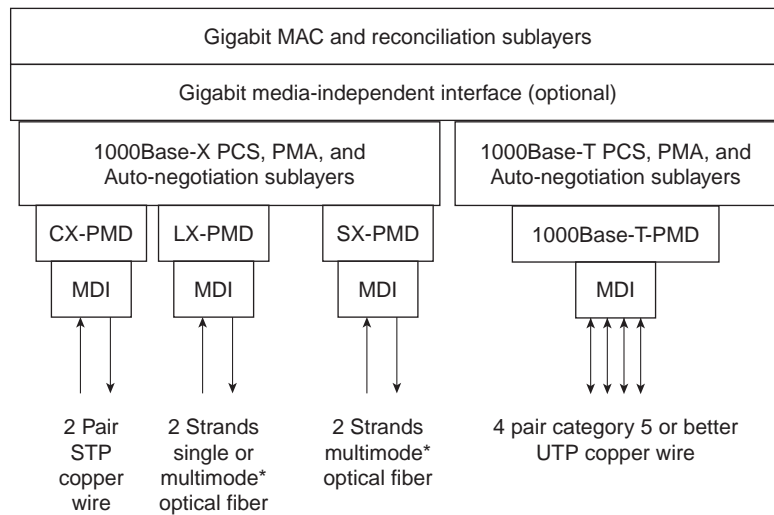 Gigabit MAC and reconciliation sublayers
Gigabit media-independent interface (optional)
1000Base-X PCS, PMA, and
Auto-negotiation sublayers
1000Base-T PCS, PMA, and
Auto-negotiation sublayers
CX-PMD
LX-PMD
SX-PMD
1000Base-T-PMD
MDI
MDI
MDI
MDI
2 Pair
STP
copper
wire
2 Strands
single or
multimode*
optical fiber
2 Strands
multimode*
optical fiber
4 pair category 5 or better
UTP copper wire